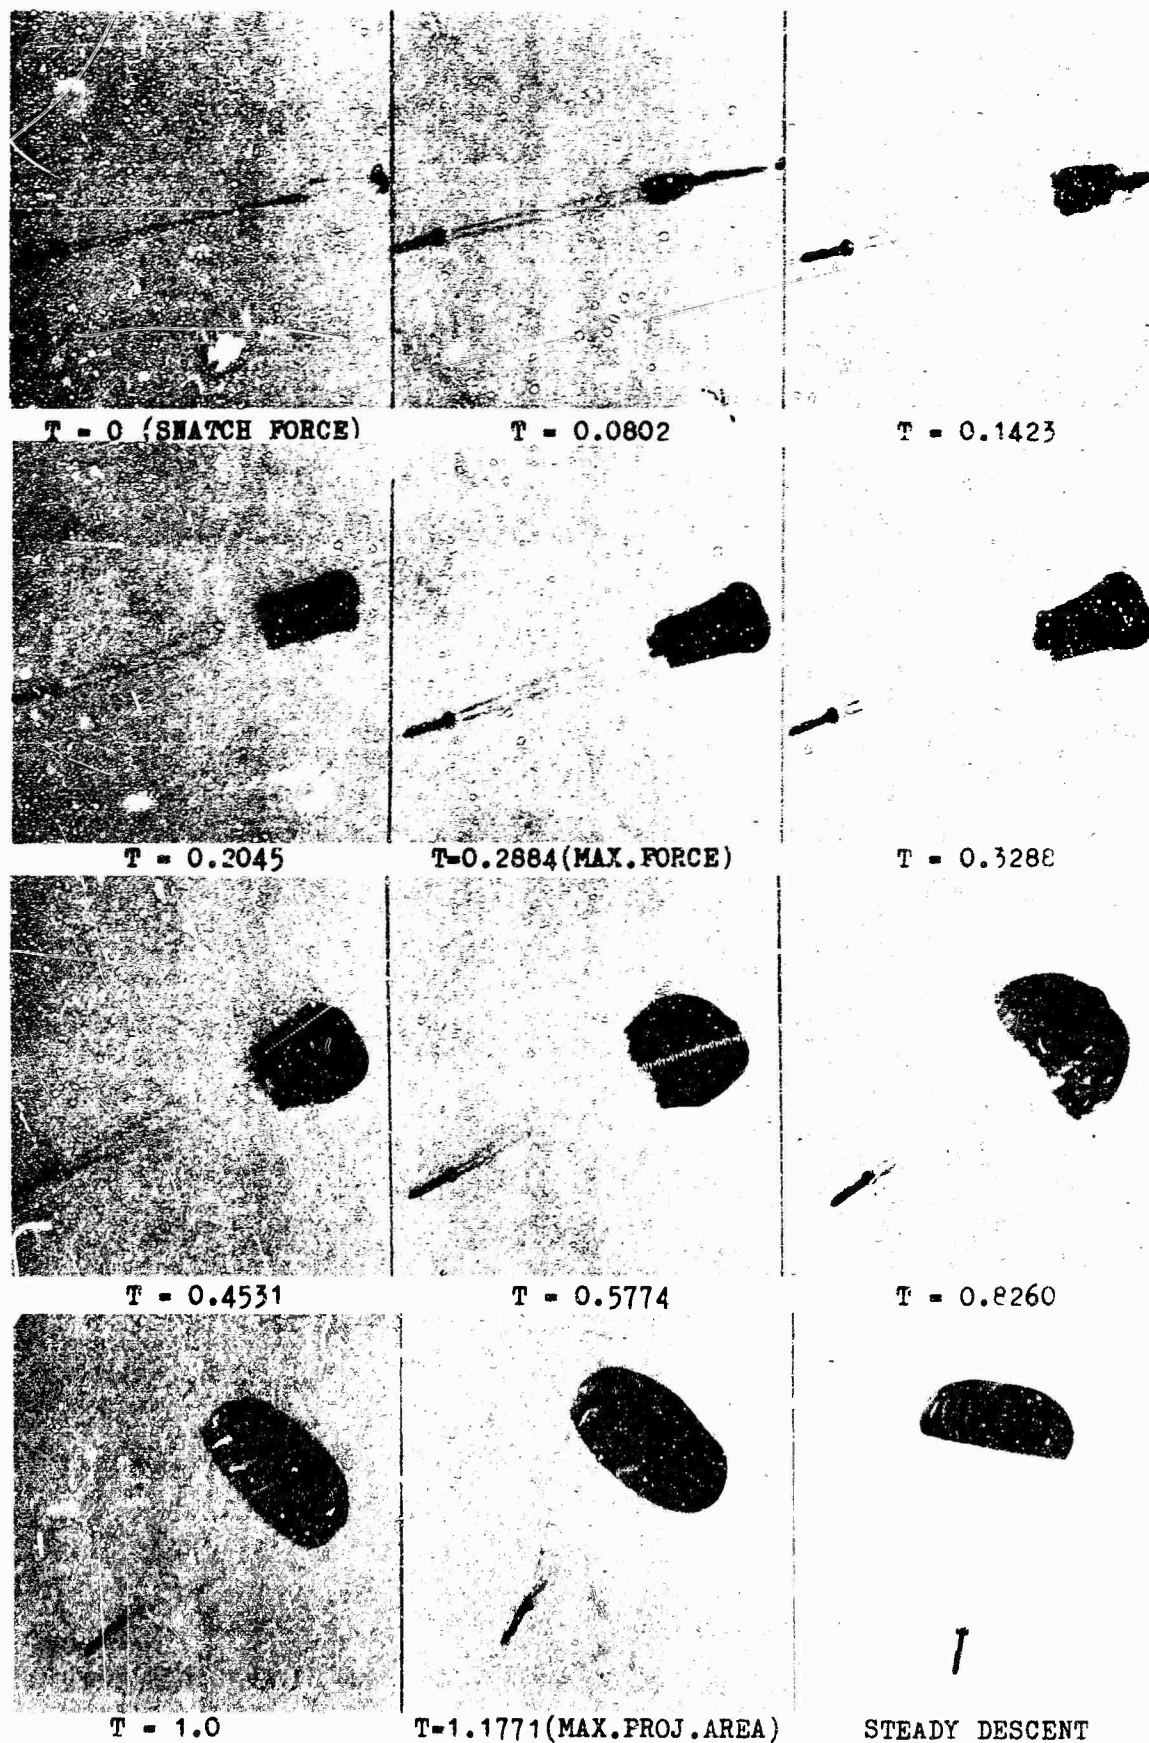 T = 0 (SNATCH FORCE)
T = 0.0802
T = 0.1423
T = 0.2045
T=0.2884(MAX.FORCE)
T = 0.3288
T = 0.4531
T = 0.5774
T = 0.8260
T = 1.0
T=1.1771(MAX.PROJ.AREA)
STEADY DESCENT